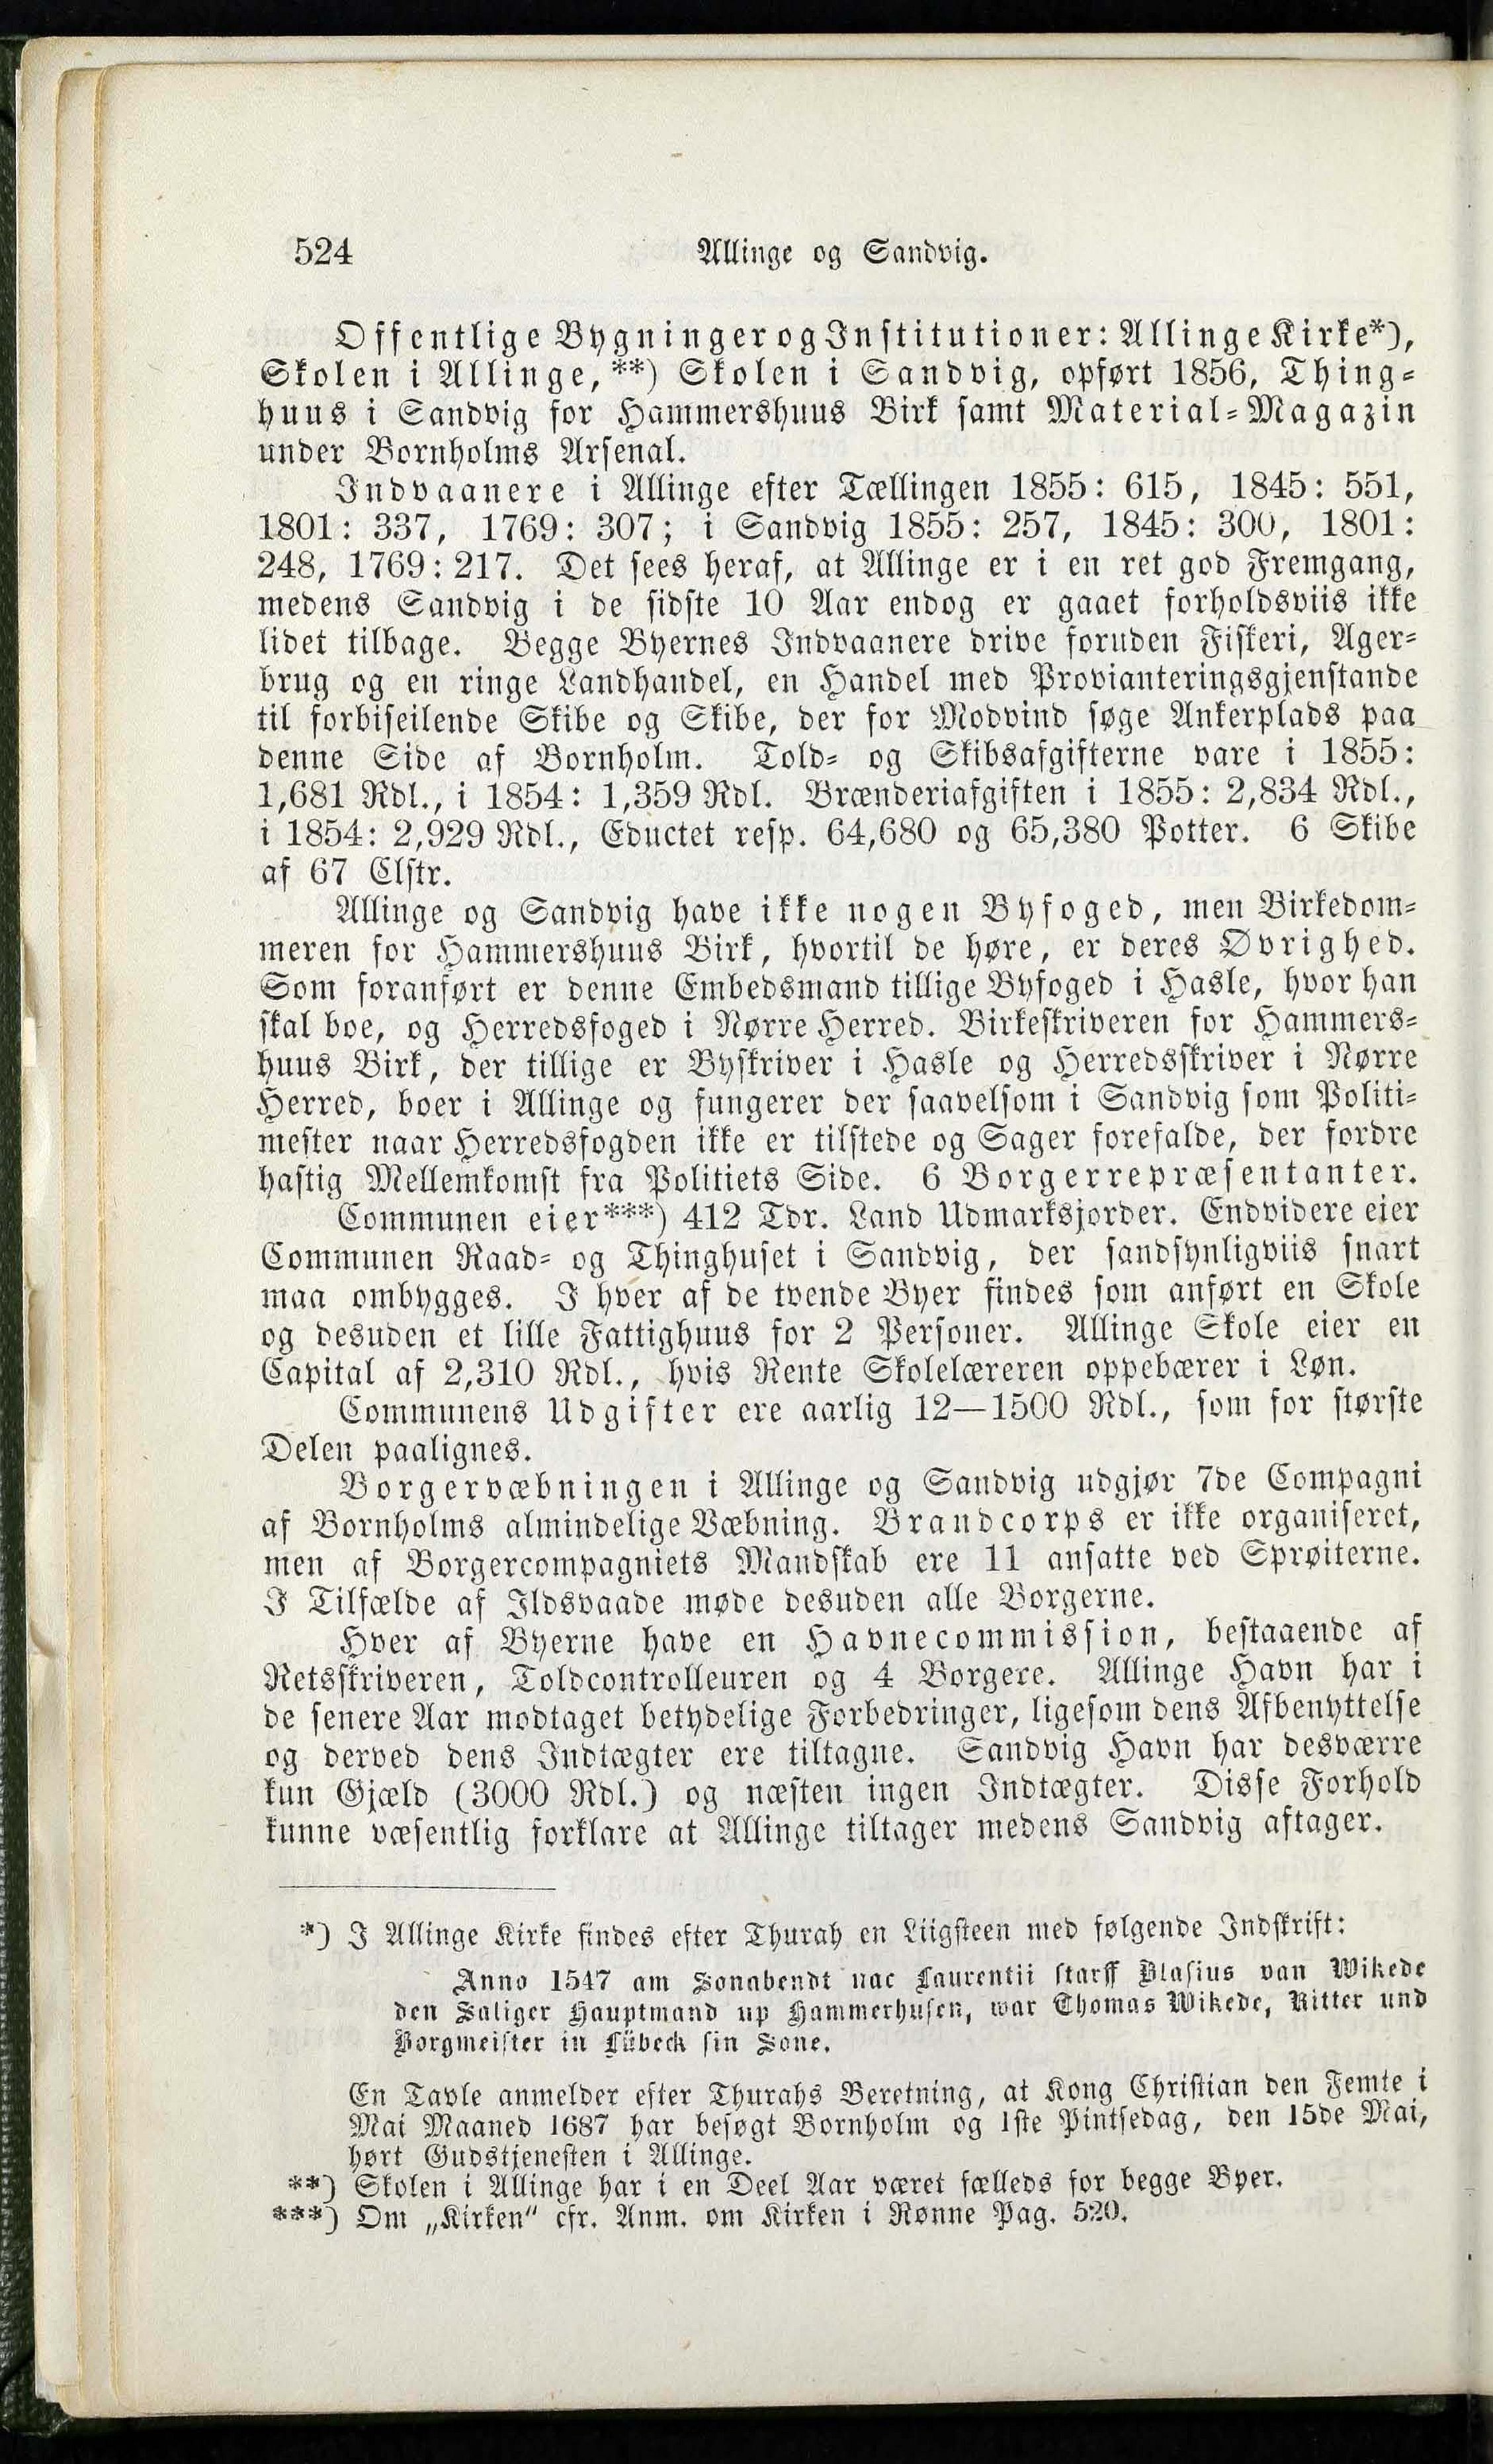 524 Allinge og Sandvig.
Offentlige Bygninger og Institutioner: Allinge Kirke*),
Skolen i Allinge, **) Skolen i Sandvig, opført 1856, Thing-
huus i Sandvig for Hammershuus Birk samt Material-Magazin
under Bornholms Arsenal.
Indvaanere i Allinge efter Tællingen 1855: 615, 1845: 551,
1801: 337, 1769: 307; i Sandvig 1855: 257, 1845: 300, 1801:
248, 1769: 217. Det sees heraf, at Allinge er i en ret god Fremgang,
medens Sandvig i de sidste 10 Aar endog er gaaet forholdsviis ikke
lidet tilbage. Begge Byernes Indvaanere drive foruden Fiskeri, Ager-
brug og en ringe Landhandel, en Handel med Provianteringsgjenstande
til forbiseilende Skibe og Skibe, der for Modvind søge Ankerplads paa
denne Side af Bornholm. Told- og Skibsafgifterne vare i 1855:
1,681 Rdl., i 1854: 1,359 Rdl. Brænderiafgiften i 1855: 2,834 Rdl.,
i 1854: 2,929 Rdl., Eductet resp. 64,680 og 65,380 Potter. 6 Skibe
af 67 Clstr.
Allinge og Sandvig have ikke nogen Byfoged, men Birkedom-
meren for Hammershuus Birk, hvortil de høre, er deres Øvrighed.
Som foranført er denne Embedsmand tillige Byfoged i Hasle, hvor han
skal boe, og Herredsfoged i Nørre Herred. Birkeskriveren for Hammers-
huus Birk, der tillige er Byskriver i Hasle og Herredsskriver i Nørre
Herred, boer i Allinge og fungerer der saavelsom i Sandvig som Politi-
mester naar Herredsfogden ikke er tilstede og Sager forefalde, der fordre
hastig Mellemkomst fra Politiets Side. 6 Borgerrepræsentanter.
Communen eier***) 412 Tdr. Land Udmarksjorder. Endvidere eier
Communen Raad- og Thinghuset i Sandvig, der sandsynligviis snart
maa ombygges. I hver af de tvende Byer findes som anført en Skole
og desuden et lille Fattighuus for 2 Personer. Allinge Skole eier en
Capital af 2,310 Rdl., hvis Rente Skolelæreren oppebærer i Løn.
Communens Udgifter ere aarlig 12—1500 Rdl., som for største
Delen paalignes.
Borgervæbningen i Allinge og Sandvig udgjør 7de Compagni
af Bornholms almindelige Væbning. Brandcorps er ikke organiseret,
men af Borgercompagniets Mandskab ere 11 ansatte ved Sprøiterne.
I Tilfælde af Ildsvaade møde desuden alle Borgerne.
Hver af Byerne have en Havnecommission, bestaaende af
Retsskriveren, Toldcontrolleuren og 4 Borgere. Allinge Havn har i
de senere Aar modtaget betydelige Forbedringer, ligesom dens Afbenyttelse
og derved dens Indtægter ere tiltagne. Sandvig Havn har desværre
kun Gjæld (3000 Rdl.) og næsten ingen Indtægter. Disse Forhold
kunne væsentlig forklare at Allinge tiltager medens Sandvig aftager.
*) I Allinge Kirke findes efter Thurah en Liigsteen med følgende Indskrift:
Anno 1547 am Sonabendt nac Laurentii starff Blasius van Wikede
den Saliger Hauptmand up Hammerhusen, war Thomas Wikede, Ritter und
Borgmeister in Lübeck sin Sone.
En Tavle anmelder efter Thurahs Beretning, at Kong Christian den Femte i
Mai Maaned 1687 har besøgt Bornholm og 1ste Pintsedag, den 15de Mai,
hørt Gudstjenesten i Allinge.
**) Skolen i Allinge har i en Deel Aar været fælleds for begge Byer.
***) Om „Kirken" cfr. Anm. om Kirken i Rønne Pag. 520.